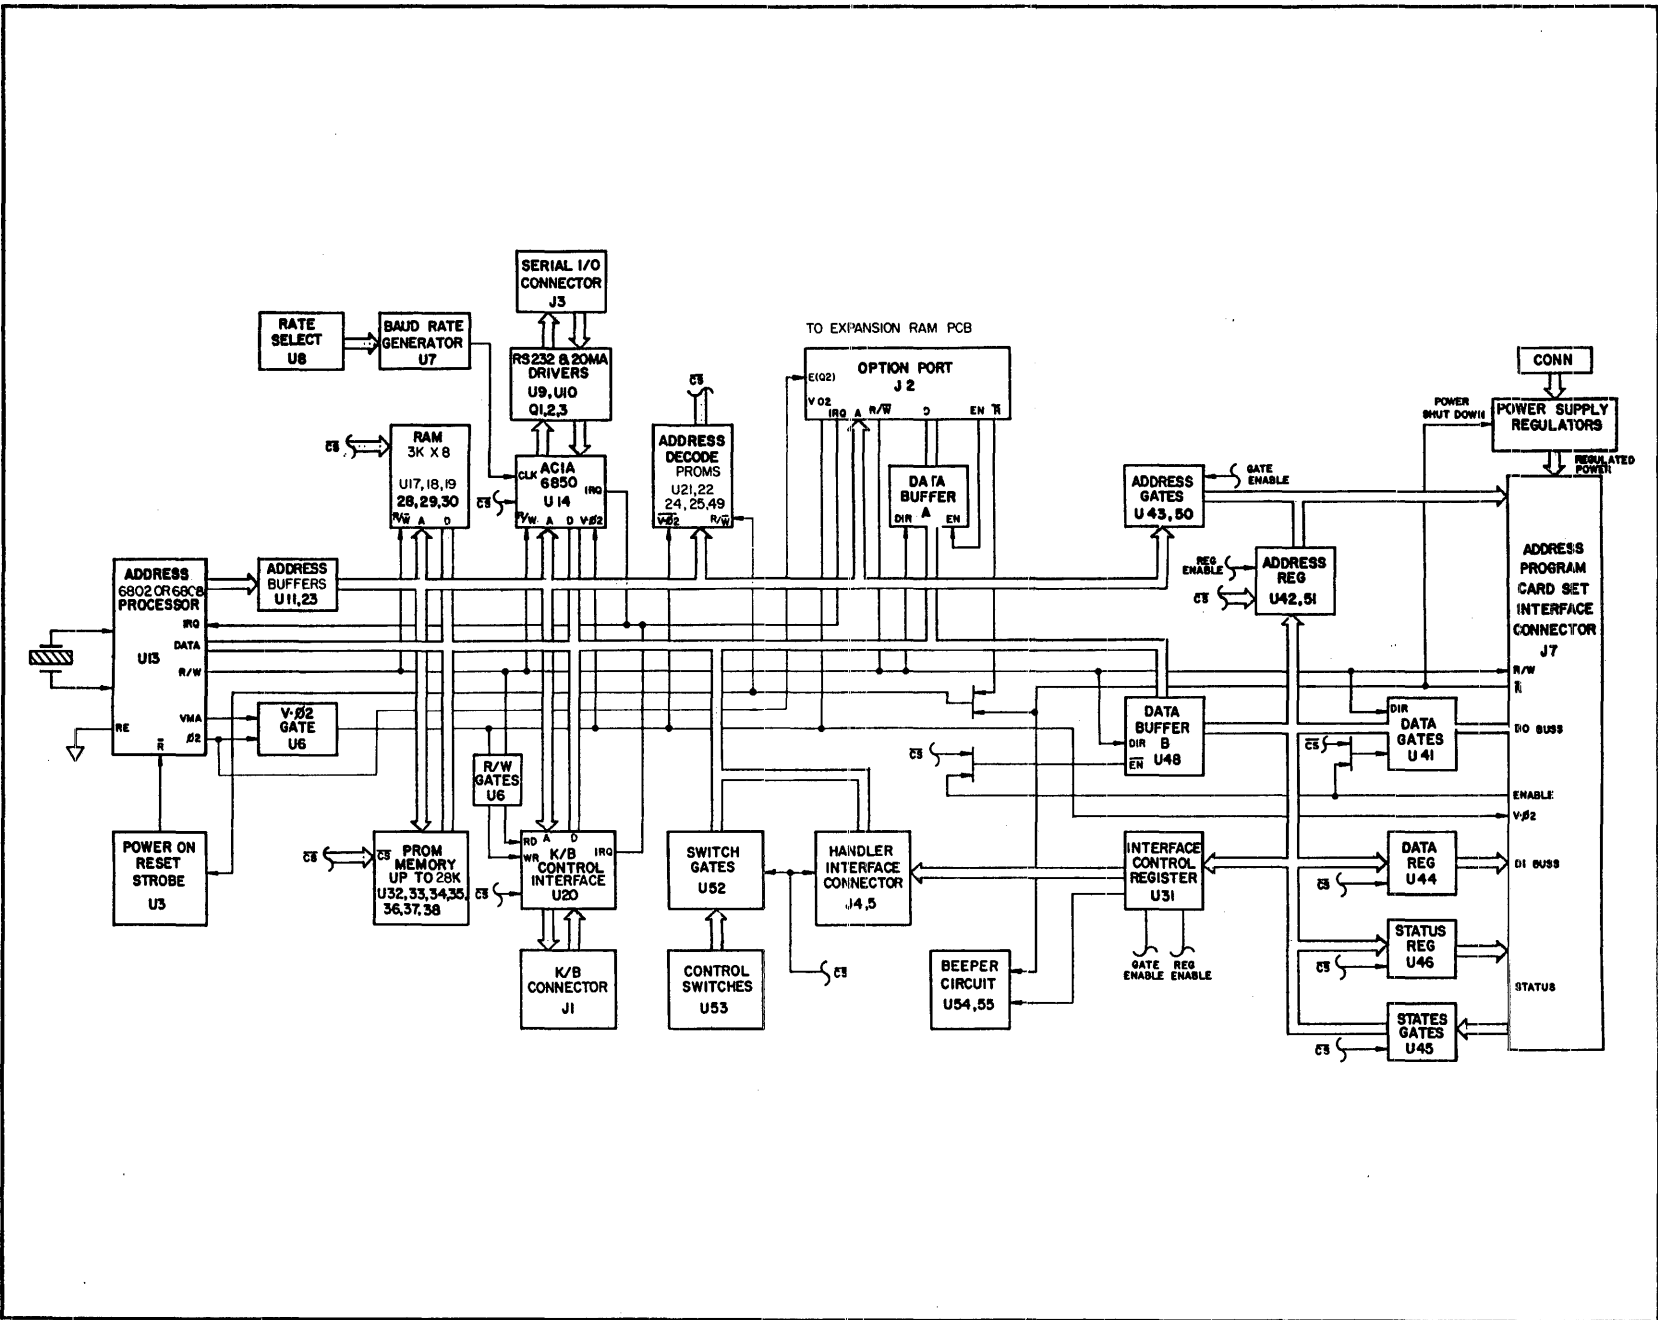 SERIAL I/O
CONNECTOR
J3
RATE
SELECT
U8
BAUD RATE
GENERATOR
U7
RS232 & 20MA
DRIVERS
U9, U10
Q1,2,3
TO EXPANSION RAM PCB
OPTION PORT
J2
E(Q2)
V O2
IRQ
A
R/W̅
D
EN
R̅
CONN
POWER
SHUT DOWN
POWER SUPPLY
REGULATORS
REGULATED
POWER
C̅S̅
RAM
3K X 8
U17, 18, 19
28, 29, 30
R/W̅ A D
C̅S̅
ACIA
6850
U14
CLK
IRQ
R/W A D V·Ø2
C̅S̅
C̅S̅
ADDRESS
DECODE
PROMS
U21,22
24, 25,49
V̅·̅Ø̅2̅ R/W̅
DATA
BUFFER
A
DIR EN
ADDRESS
GATES
U 43, 50
GATE
ENABLE
REG
ENABLE
C̅S̅
ADDRESS
REG
U42, 51
ADDRESS
PROGRAM
CARD SET
INTERFACE
CONNECTOR
J7
R/W
R̅
DIO BUSS
ENABLE
V·Ø2
DI BUSS
STATUS
ADDRESS
6802 OR 6808
PROCESSOR
IRQ
DATA
U13
R/W
VMA
RE
Ø2
R̅
ADDRESS
BUFFERS
U11, 23
V·Ø2
GATE
U6
R/W
GATES
U6
C̅S̅
DATA
BUFFER
B
U48
DIR
E̅N̅
DIR
DATA
GATES
U 41
C̅S̅
POWER ON
RESET
STROBE
U3
C̅S̅
C̅S̅
PROM
MEMORY
UP TO 28K
U32, 33, 34, 35,
36, 37, 38
C̅S̅
RD A D
WR
K/B
CONTROL
INTERFACE
U20
IRQ
SWITCH
GATES
U52
HANDLER
INTERFACE
CONNECTOR
J4, 5
INTERFACE
CONTROL
REGISTER
U31
DATA
REG
U44
C̅S̅
K/B
CONNECTOR
J1
CONTROL
SWITCHES
U53
C̅S̅
BEEPER
CIRCUIT
U54, 55
GATE
ENABLE
REG
ENABLE
STATUS
REG
U46
C̅S̅
STATES
GATES
U45
C̅S̅